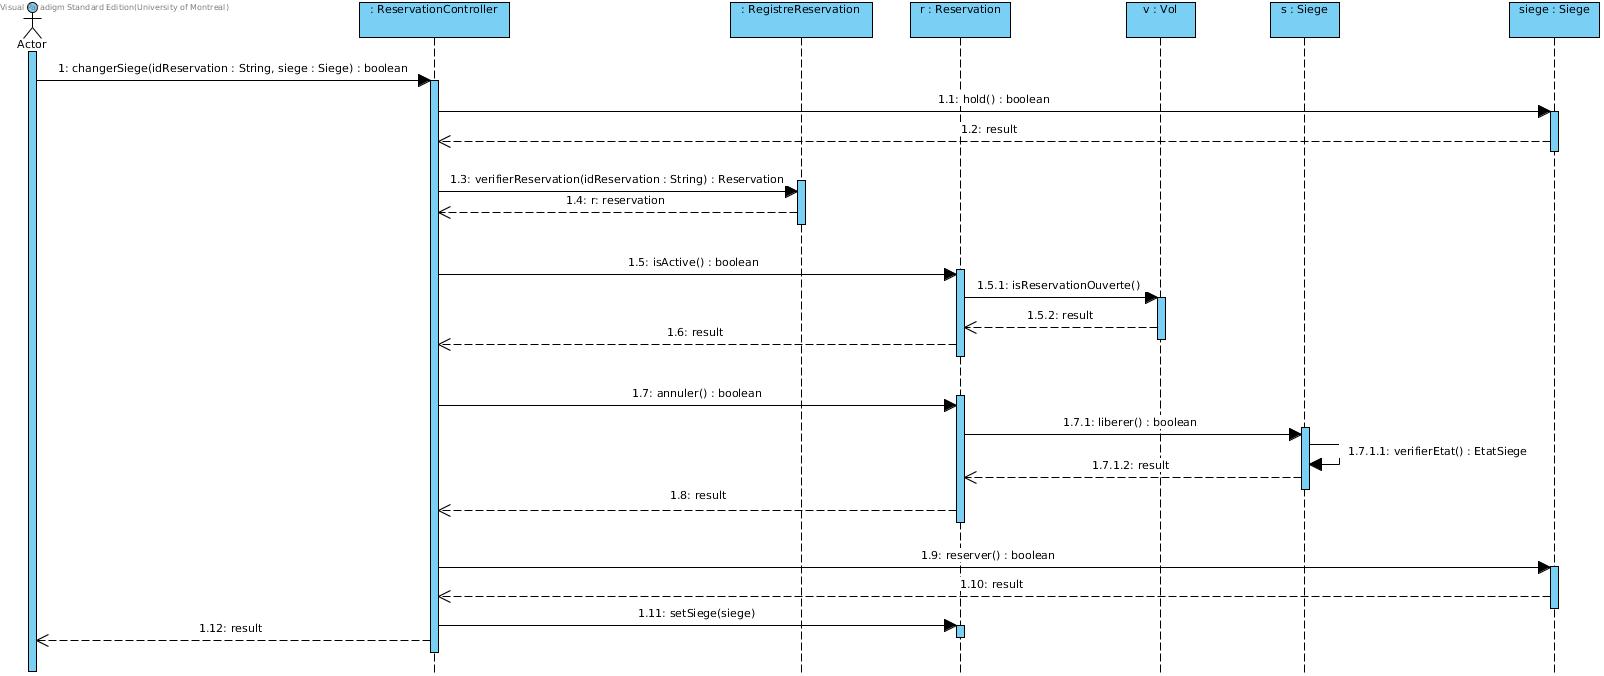 Visual Paradigm Standard Edition(University of Montreal)
Actor
: ReservationController
: RegistreReservation
r : Reservation
v : Vol
s : Siege
siege : Siege
1: changerSiege(idReservation : String, siege : Siege) : boolean
1.1: hold() : boolean
1.2: result
1.3: verifierReservation(idReservation : String) : Reservation
1.4: r: reservation
1.5: isActive() : boolean
1.5.1: isReservationOuverte()
1.5.2: result
1.6: result
1.7: annuler() : boolean
1.7.1: liberer() : boolean
1.7.1.1: verifierEtat() : EtatSiege
1.7.1.2: result
1.8: result
1.9: reserver() : boolean
1.10: result
1.11: setSiege(siege)
1.12: result